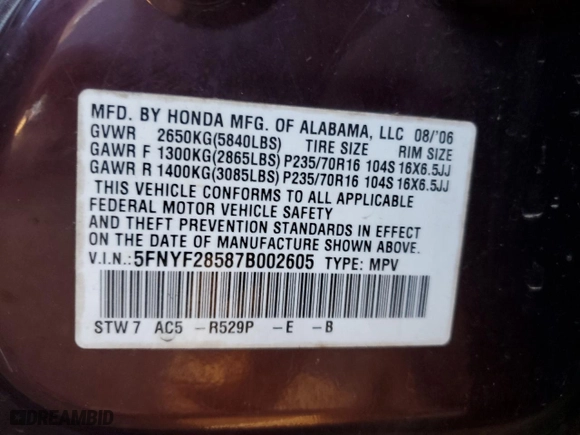 MFD. BY HONDA MFG. OF ALABAMA, LLC 08/'06
GVWR 2650KG(5840LBS) TIRE SIZE RIM SIZE
GAWR F 1300KG(2865LBS) P235/70R16 104S 16X6.5JJ
GAWR R 1400KG(3085LBS) P235/70R16 104S 16X6.5JJ
THIS VEHICLE CONFORMS TO ALL APPLICABLE
FEDERAL MOTOR VEHICLE SAFETY
AND THEFT PREVENTION STANDARDS IN EFFECT
ON THE DATE OF MANUFACTURE SHOWN ABOVE.
V.I.N.: 5FNYF28587B002605 TYPE: MPV
STW7 AC5 -R529P -E -B
DREAMBID